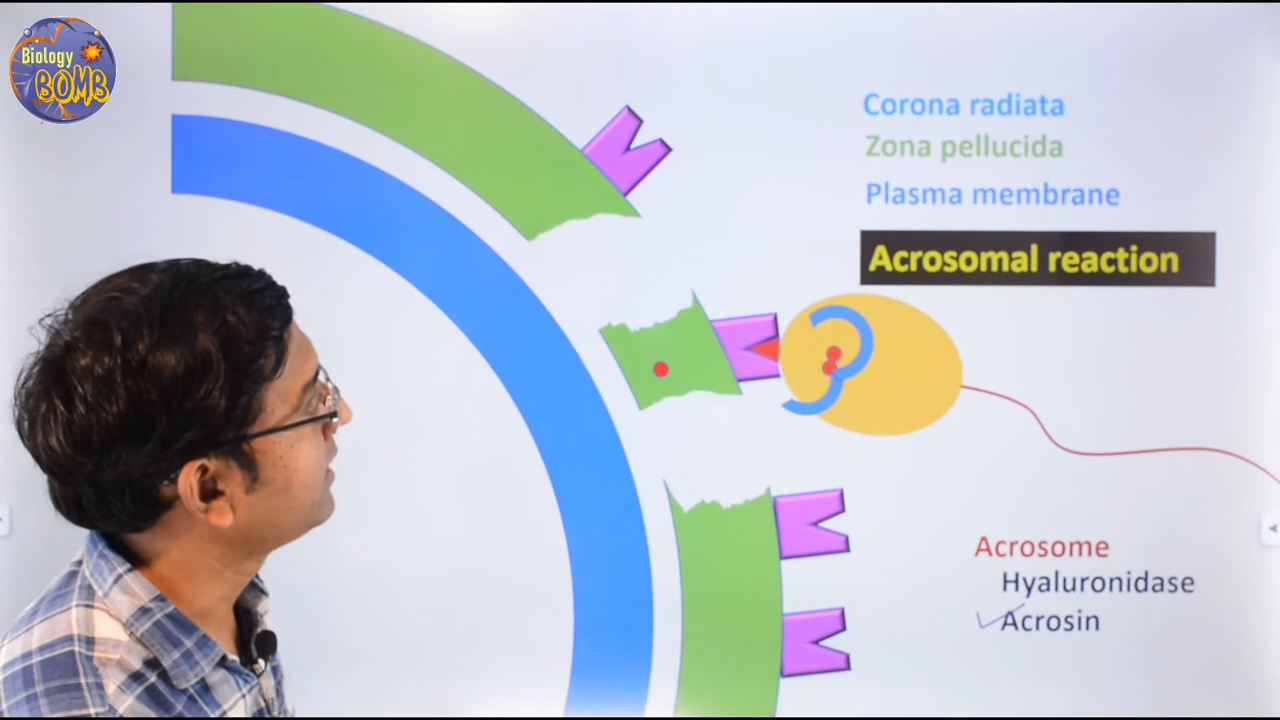 Biology
BOMB
Corona radiata
Zona pellucida
Plasma membrane
Acrosomal reaction
Acrosome
Hyaluronidase
Acrosin